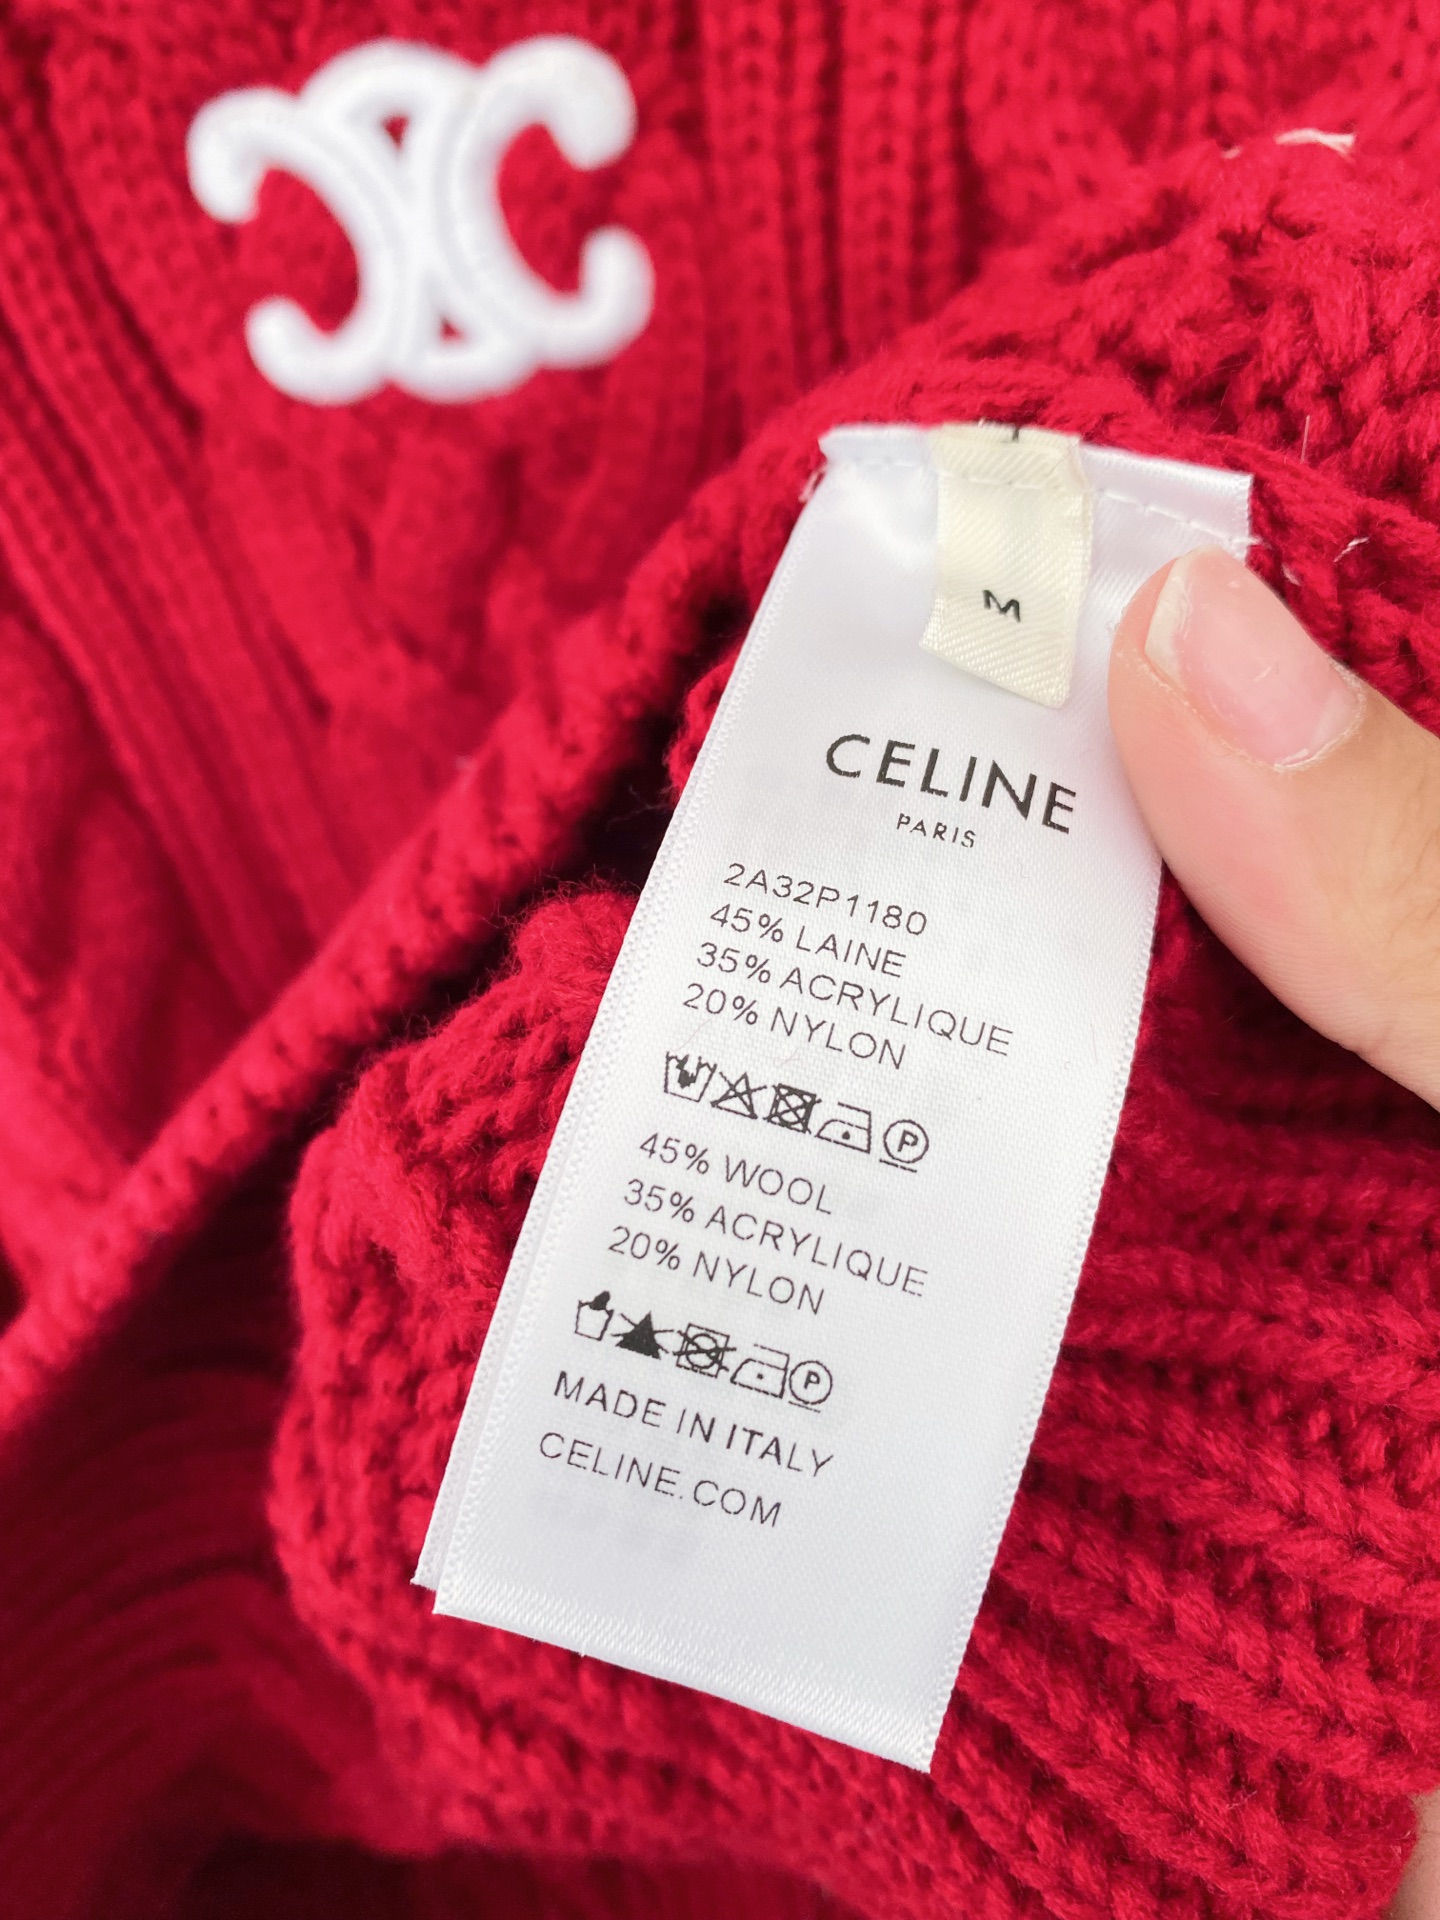 M
CELINE
PARIS
2A32P1180
45% LAINE
35% ACRYLIQUE
20% NYLON
P
45% WOOL
35% ACRYLIQUE
20% NYLON
P
MADE IN ITALY
CELINE.COM